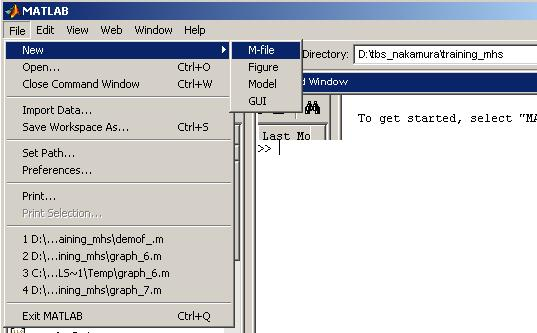 MATLAB
File Edit View Web Window Help
New
Open... Ctrl+O
Close Command Window Ctrl+W
Import Data...
Save Workspace As... Ctrl+S
Set Path...
Preferences...
Print...
Print Selection...
1 D:\...aining_mhs\demof_.m
2 D:\...ining_mhs\graph_6.m
3 C:\...LS~1\Temp\graph_6.m
4 D:\...ining_mhs\graph_7.m
Exit MATLAB Ctrl+Q
M-file
Figure
Model
GUI
Directory: D:\tbs_nakamura\training_mhs
d Window
Last Mo
To get started, select "MA
>>